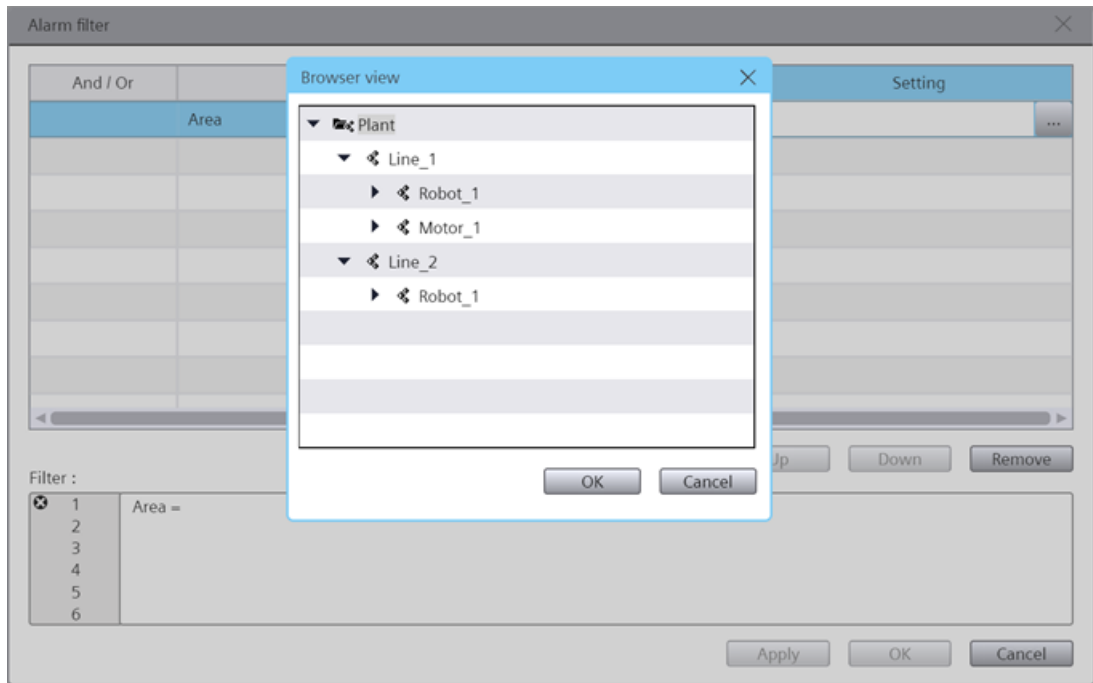 Alarm filter
And / Or
Setting
Area
...
Browser view
Plant
Line_1
Robot_1
Motor_1
Line_2
Robot_1
OK
Cancel
Up
Down
Remove
Filter :
1
Area =
2
3
4
5
6
Apply
OK
Cancel